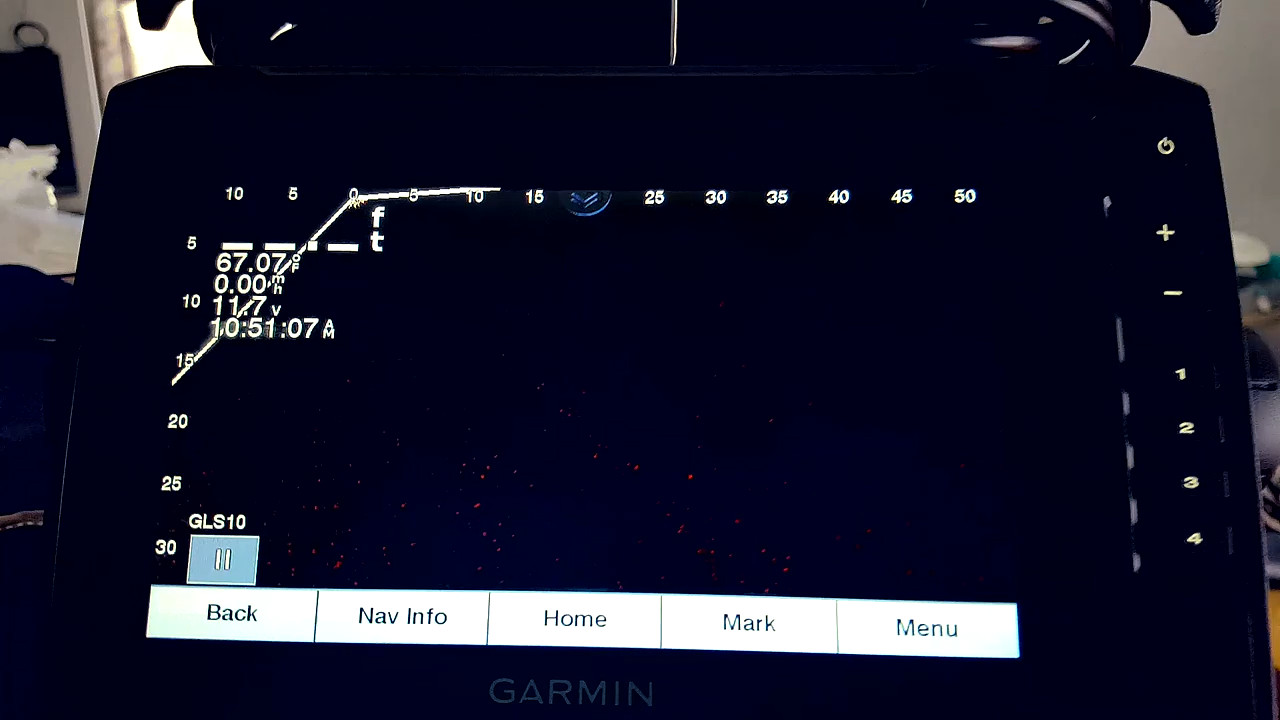 10 5 0 5 10 15 25 30 35 40 45 50
ft
5
67.07 °F
0.00 mh
10
11.7 v
10:51:07 AM
15
20
25
GLS10
30
Back Nav Info Home Mark Menu
GARMIN
+
−
1
2
3
4